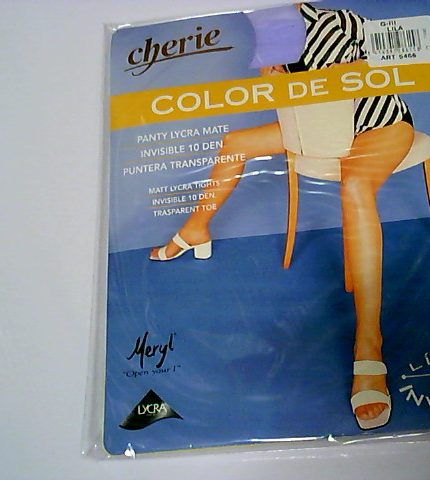 cherie
G-III
LILA
ART 5466
COLOR DE SOL
PANTY LYCRA MATE
INVISIBLE 10 DEN
PUNTERA TRANSPARENTE
MATT LYCRA TIGHTS
INVISIBLE 10 DEN
TRASPARENT TOE
Meryl
"Open your I"
LYCRA